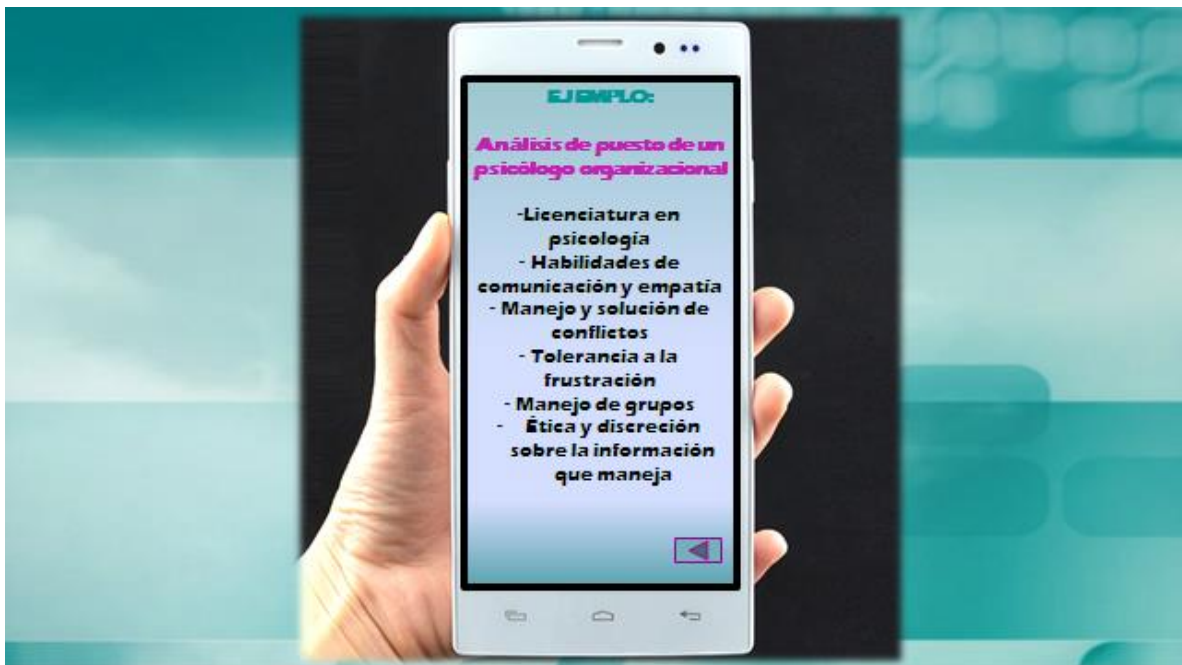 EJEMPLO:
Análisis de puesto de un
psicólogo organizacional
-Licenciatura en
psicología
- Habilidades de
comunicación y empatía
- Manejo y solución de
conflictos
- Tolerancia a la
frustración
- Manejo de grupos
- Ética y discreción
sobre la información
que maneja